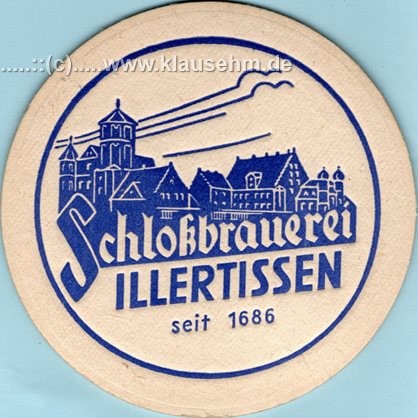 .....::(c).....www.klausehm.de
Schloßbrauerei
ILLERTISSEN
seit 1686